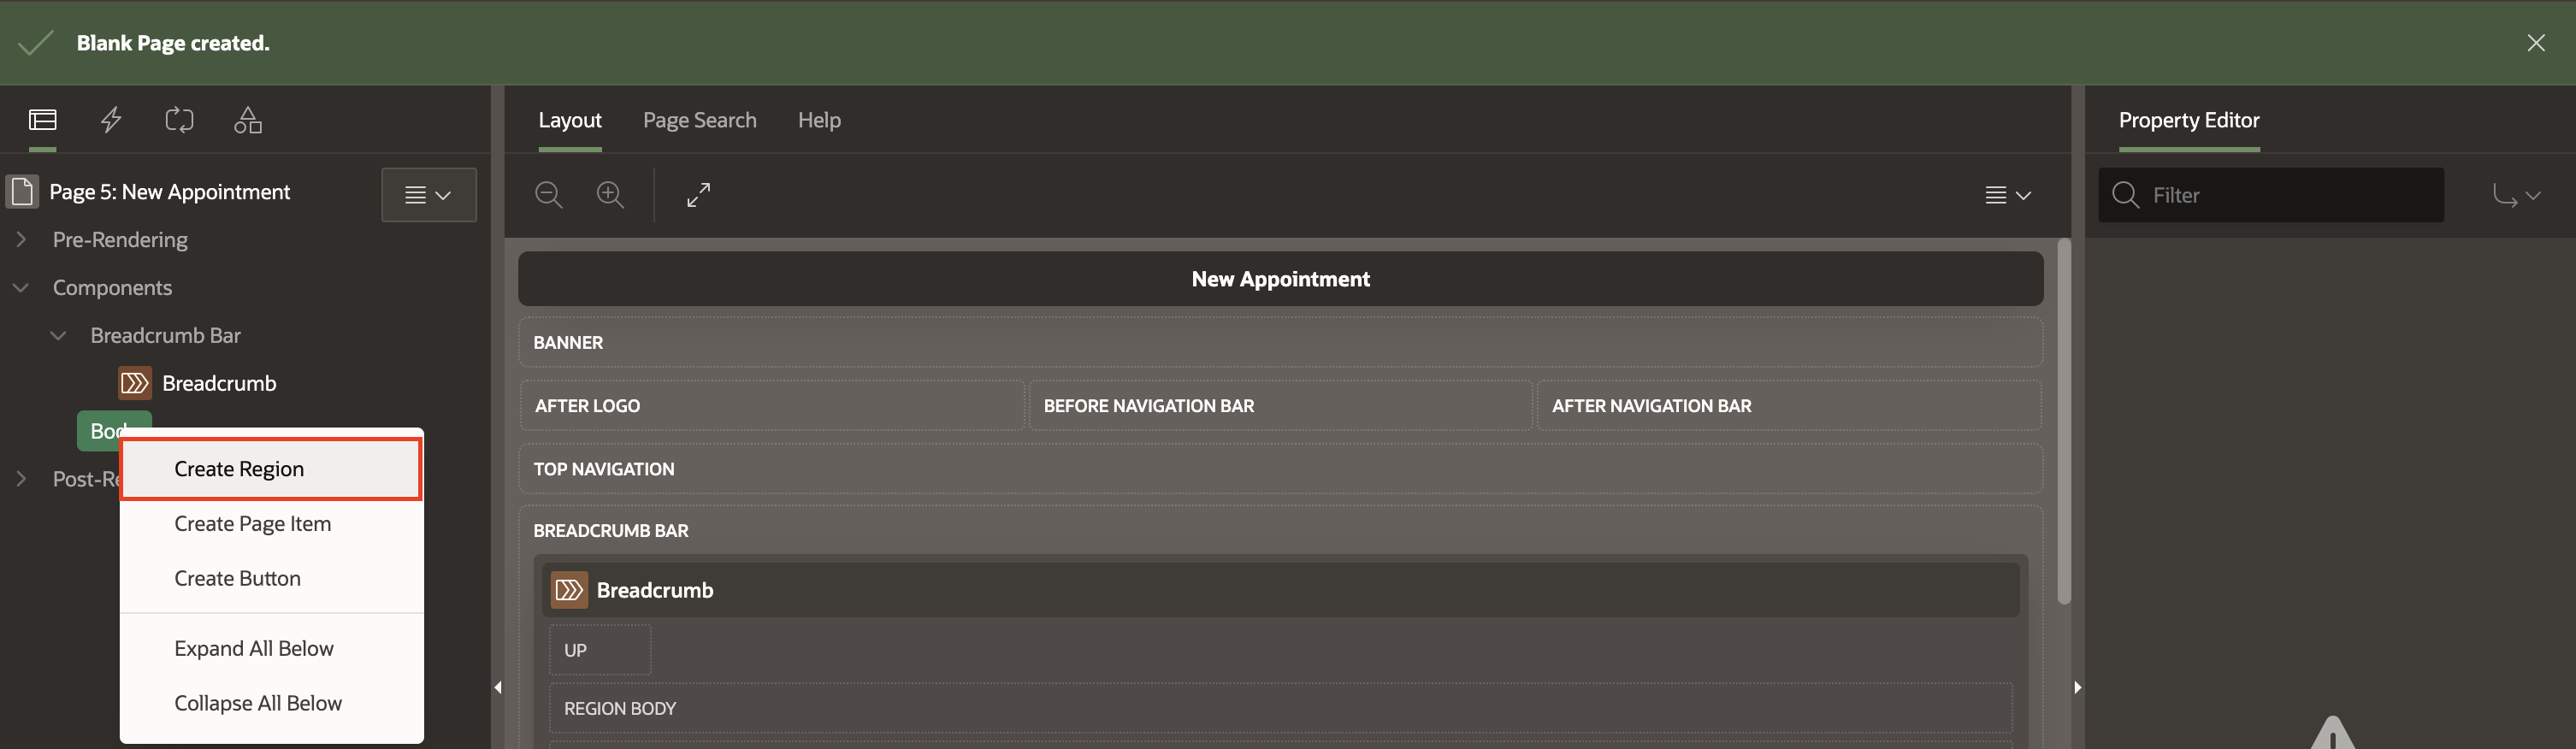 Blank Page created.
Layout
Page Search
Help
Property Editor
Page 5: New Appointment
Filter
Pre-Rendering
Components
Breadcrumb Bar
Breadcrumb
Create Region
Create Page Item
Create Button
Expand All Below
Collapse All Below
New Appointment
BANNER
AFTER LOGO
BEFORE NAVIGATION BAR
AFTER NAVIGATION BAR
TOP NAVIGATION
BREADCRUMB BAR
Breadcrumb
UP
REGION BODY